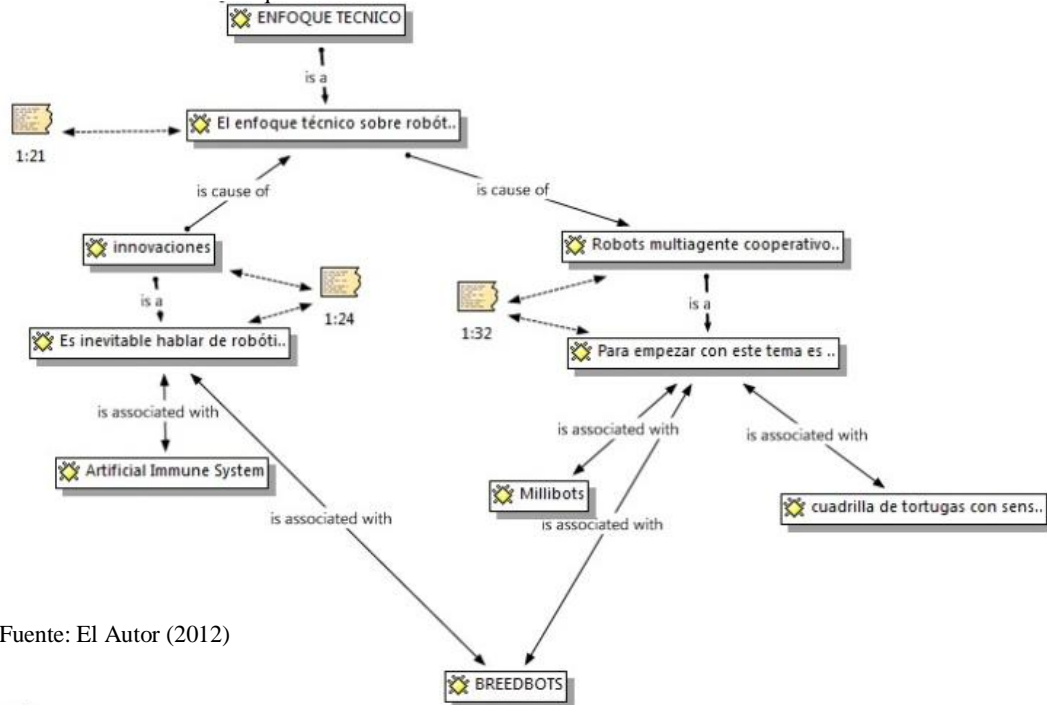 ENFOQUE TECNICO
is a
El enfoque técnico sobre robót..
1:21
is cause of
is cause of
innovaciones
Robots multiagente cooperativo..
is a
1:24
is a
1:32
Es inevitable hablar de robóti..
Para empezar con este tema es ..
is associated with
is associated with
is associated with
Artificial Immune System
Millibots
cuadrilla de tortugas con sens..
is associated with
is associated with
Fuente: El Autor (2012)
BREEDBOTS